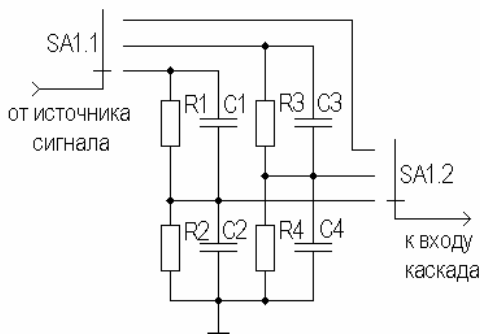 SA1.1
R1
C1
R3
C3
от источника
сигнала
SA1.2
R2
C2
R4
C4
к входу
каскада